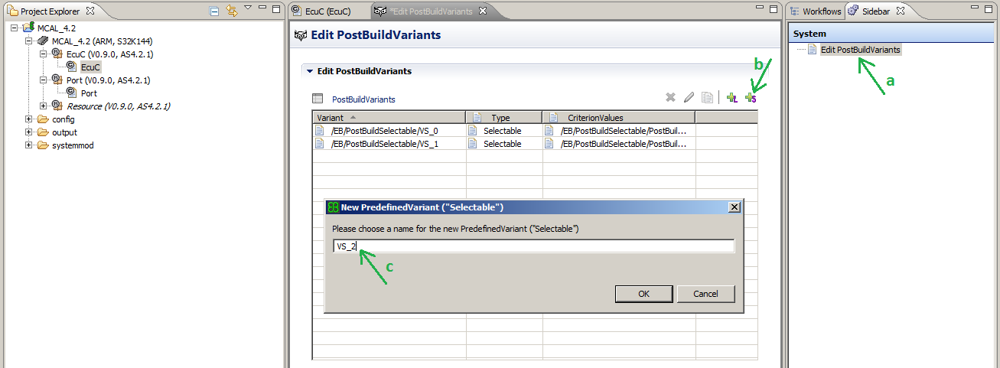 Project Explorer
MCAL_4.2
MCAL_4.2 (ARM, S32K144)
EcuC (V0.9.0, AS4.2.1)
EcuC
Port (V0.9.0, AS4.2.1)
Port
Resource (V0.9.0, AS4.2.1)
config
output
systemmod
EcuC (EcuC)
*Edit PostBuildVariants
Edit PostBuildVariants
Edit PostBuildVariants
b
PostBuildVariants
L
S
Variant Type CriterionValues
/EB/PostBuildSelectable/VS_0 Selectable /EB/PostBuildSelectable/PostBuil...
/EB/PostBuildSelectable/VS_1 Selectable /EB/PostBuildSelectable/PostBuil...
New PredefinedVariant ("Selectable")
Please choose a name for the new PredefinedVariant ("Selectable")
VS_2
c
OK Cancel
Workflows Sidebar
System
Edit PostBuildVariants
a